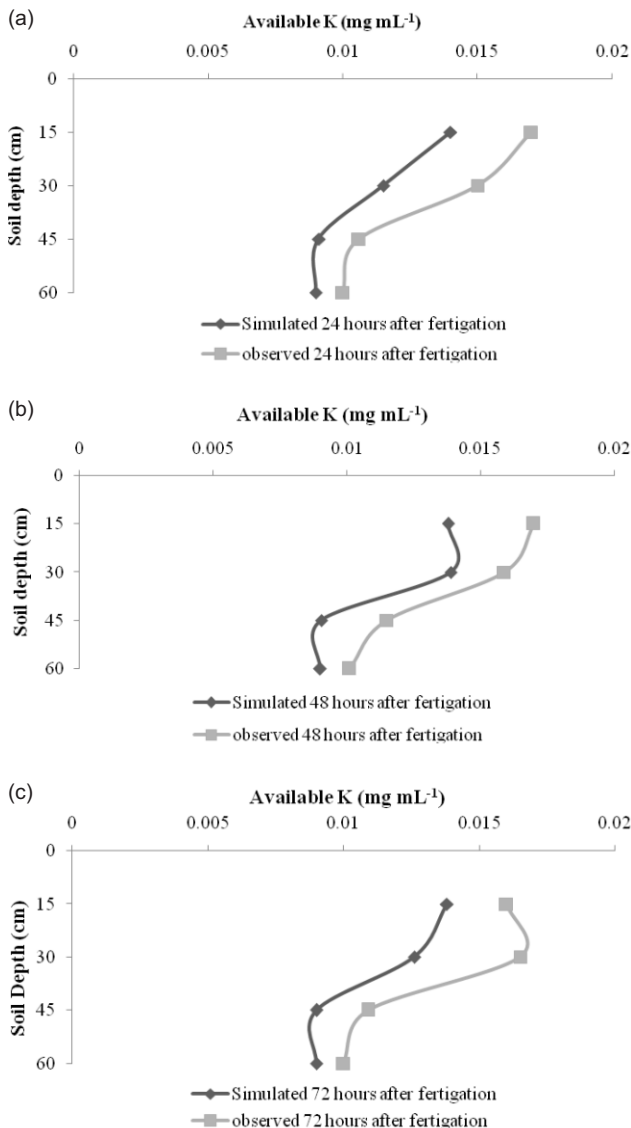 (a)
Available K (mg mL⁻¹)
0 0.005 0.01 0.015 0.02
0
15
30
45
60
Soil depth (cm)
Simulated 24 hours after fertigation
observed 24 hours after fertigation
(b)
Available K (mg mL⁻¹)
0 0.005 0.01 0.015 0.02
0
15
30
45
60
Soil depth (cm)
Simulated 48 hours after fertigation
observed 48 hours after fertigation
(c)
Available K (mg mL⁻¹)
0 0.005 0.01 0.015 0.02
0
15
30
45
60
Soil Depth (cm)
Simulated 72 hours after fertigation
observed 72 hours after fertigation